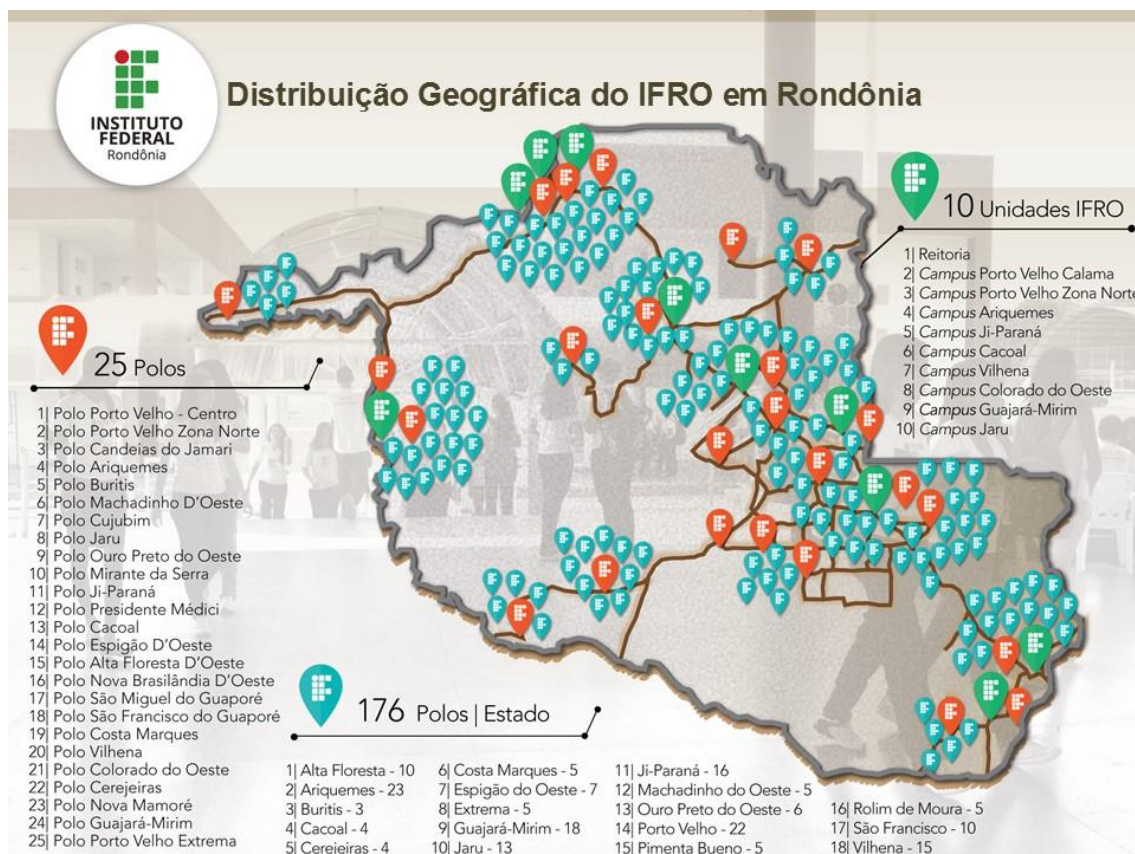 INSTITUTO
FEDERAL
Rondônia
Distribuição Geográfica do IFRO em Rondônia
10 Unidades IFRO
1| Reitoria
2| Campus Porto Velho Calama
3| Campus Porto Velho Zona Norte
4| Campus Ariquemes
5| Campus Ji-Paraná
6| Campus Cacoal
7| Campus Vilhena
8| Campus Colorado do Oeste
9| Campus Guajará-Mirim
10| Campus Jaru
25 Polos
1| Polo Porto Velho - Centro
2| Polo Porto Velho Zona Norte
3| Polo Candeias do Jamari
4| Polo Ariquemes
5| Polo Buritis
6| Polo Machadinho D'Oeste
7| Polo Cujubim
8| Polo Jaru
9| Polo Ouro Preto do Oeste
10| Polo Mirante da Serra
11| Polo Ji-Paraná
12| Polo Presidente Médici
13| Polo Cacoal
14| Polo Espigão D'Oeste
15| Polo Alta Floresta D'Oeste
16| Polo Nova Brasilândia D'Oeste
17| Polo São Miguel do Guaporé
18| Polo São Francisco do Guaporé
19| Polo Costa Marques
20| Polo Vilhena
21| Polo Colorado do Oeste
22| Polo Cerejeiras
23| Polo Nova Mamoré
24| Polo Guajará-Mirim
25| Polo Porto Velho Extrema
176 Polos | Estado
1| Alta Floresta - 10
2| Ariquemes - 23
3| Buritis - 3
4| Cacoal - 4
5| Cerejeiras - 4
6| Costa Marques - 5
7| Espigão do Oeste - 7
8| Extrema - 5
9| Guajará-Mirim - 18
10| Jaru - 13
11| Ji-Paraná - 16
12| Machadinho do Oeste - 5
13| Ouro Preto do Oeste - 6
14| Porto Velho - 22
15| Pimenta Bueno - 5
16| Rolim de Moura - 5
17| São Francisco - 10
18| Vilhena - 15